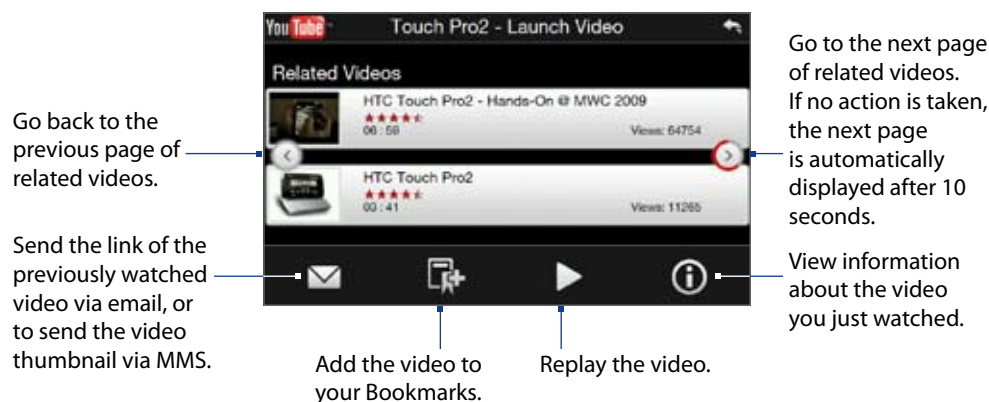 YouTube
Touch Pro2 - Launch Video
Related Videos
HTC Touch Pro2 - Hands-On @ MWC 2009
06 : 59
Views: 64754
HTC Touch Pro2
03 : 41
Views: 11265
Go back to the
previous page of
related videos.
Send the link of the
previously watched
video via email, or
to send the video
thumbnail via MMS.
Add the video to
your Bookmarks.
Replay the video.
Go to the next page
of related videos.
If no action is taken,
the next page
is automatically
displayed after 10
seconds.
View information
about the video
you just watched.